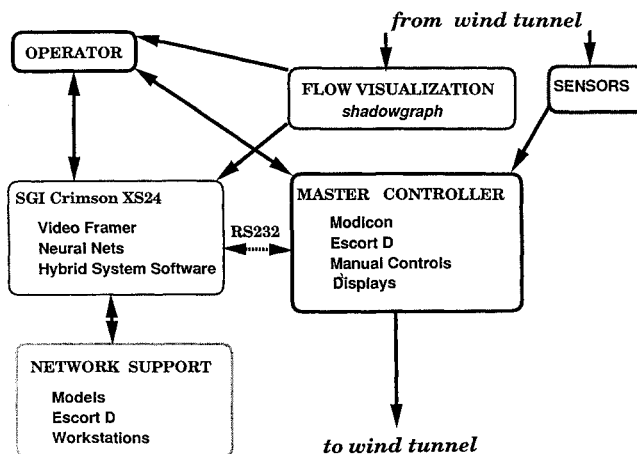 from wind tunnel
OPERATOR
FLOW VISUALIZATION
shadowgraph
SENSORS
SGI Crimson XS24
Video Framer
Neural Nets
Hybrid System Software
RS232
MASTER CONTROLLER
Modicon
Escort D
Manual Controls
Displays
NETWORK SUPPORT
Models
Escort D
Workstations
to wind tunnel